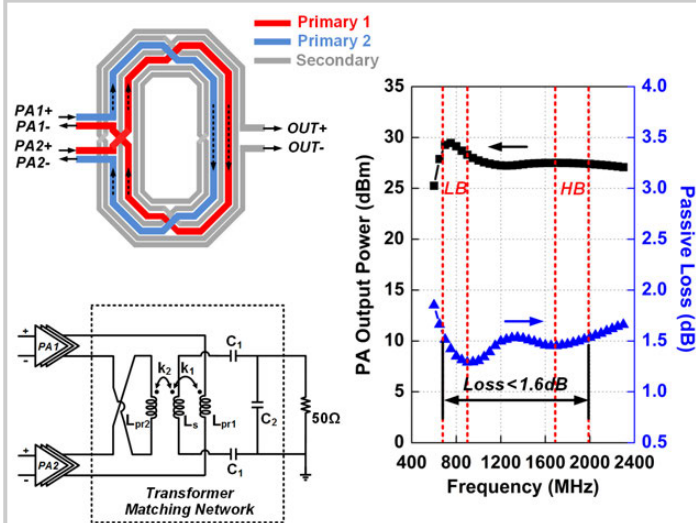 Primary 1
Primary 2
Secondary
PA1+
PA1-
PA2+
PA2-
OUT+
OUT-
+
-
PA1
+
-
PA2
k₂
k₁
Lpr2
Ls
Lpr1
C₁
C₂
C₁
50Ω
Transformer
Matching Network
PA Output Power (dBm)
35
30
25
20
15
10
5
0
LB
HB
Loss<1.6dB
400
800
1200
1600
2000
2400
Frequency (MHz)
4.0
3.5
3.0
2.5
2.0
1.5
1.0
0.5
Passive Loss (dB)